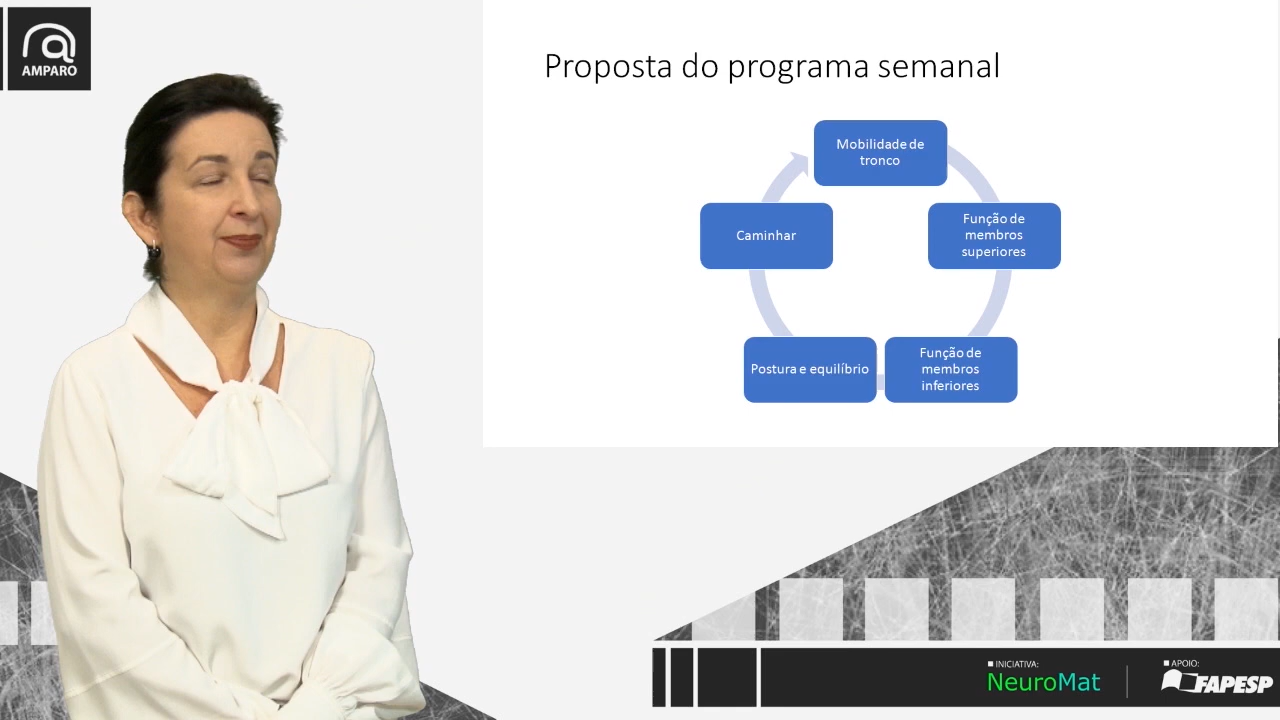 AMPARO
Proposta do programa semanal
Mobilidade de
tronco
Função de
membros
superiores
Função de
membros
inferiores
Postura e equilíbrio
Caminhar
INICIATIVA:
NeuroMat
APOIO:
FAPESP